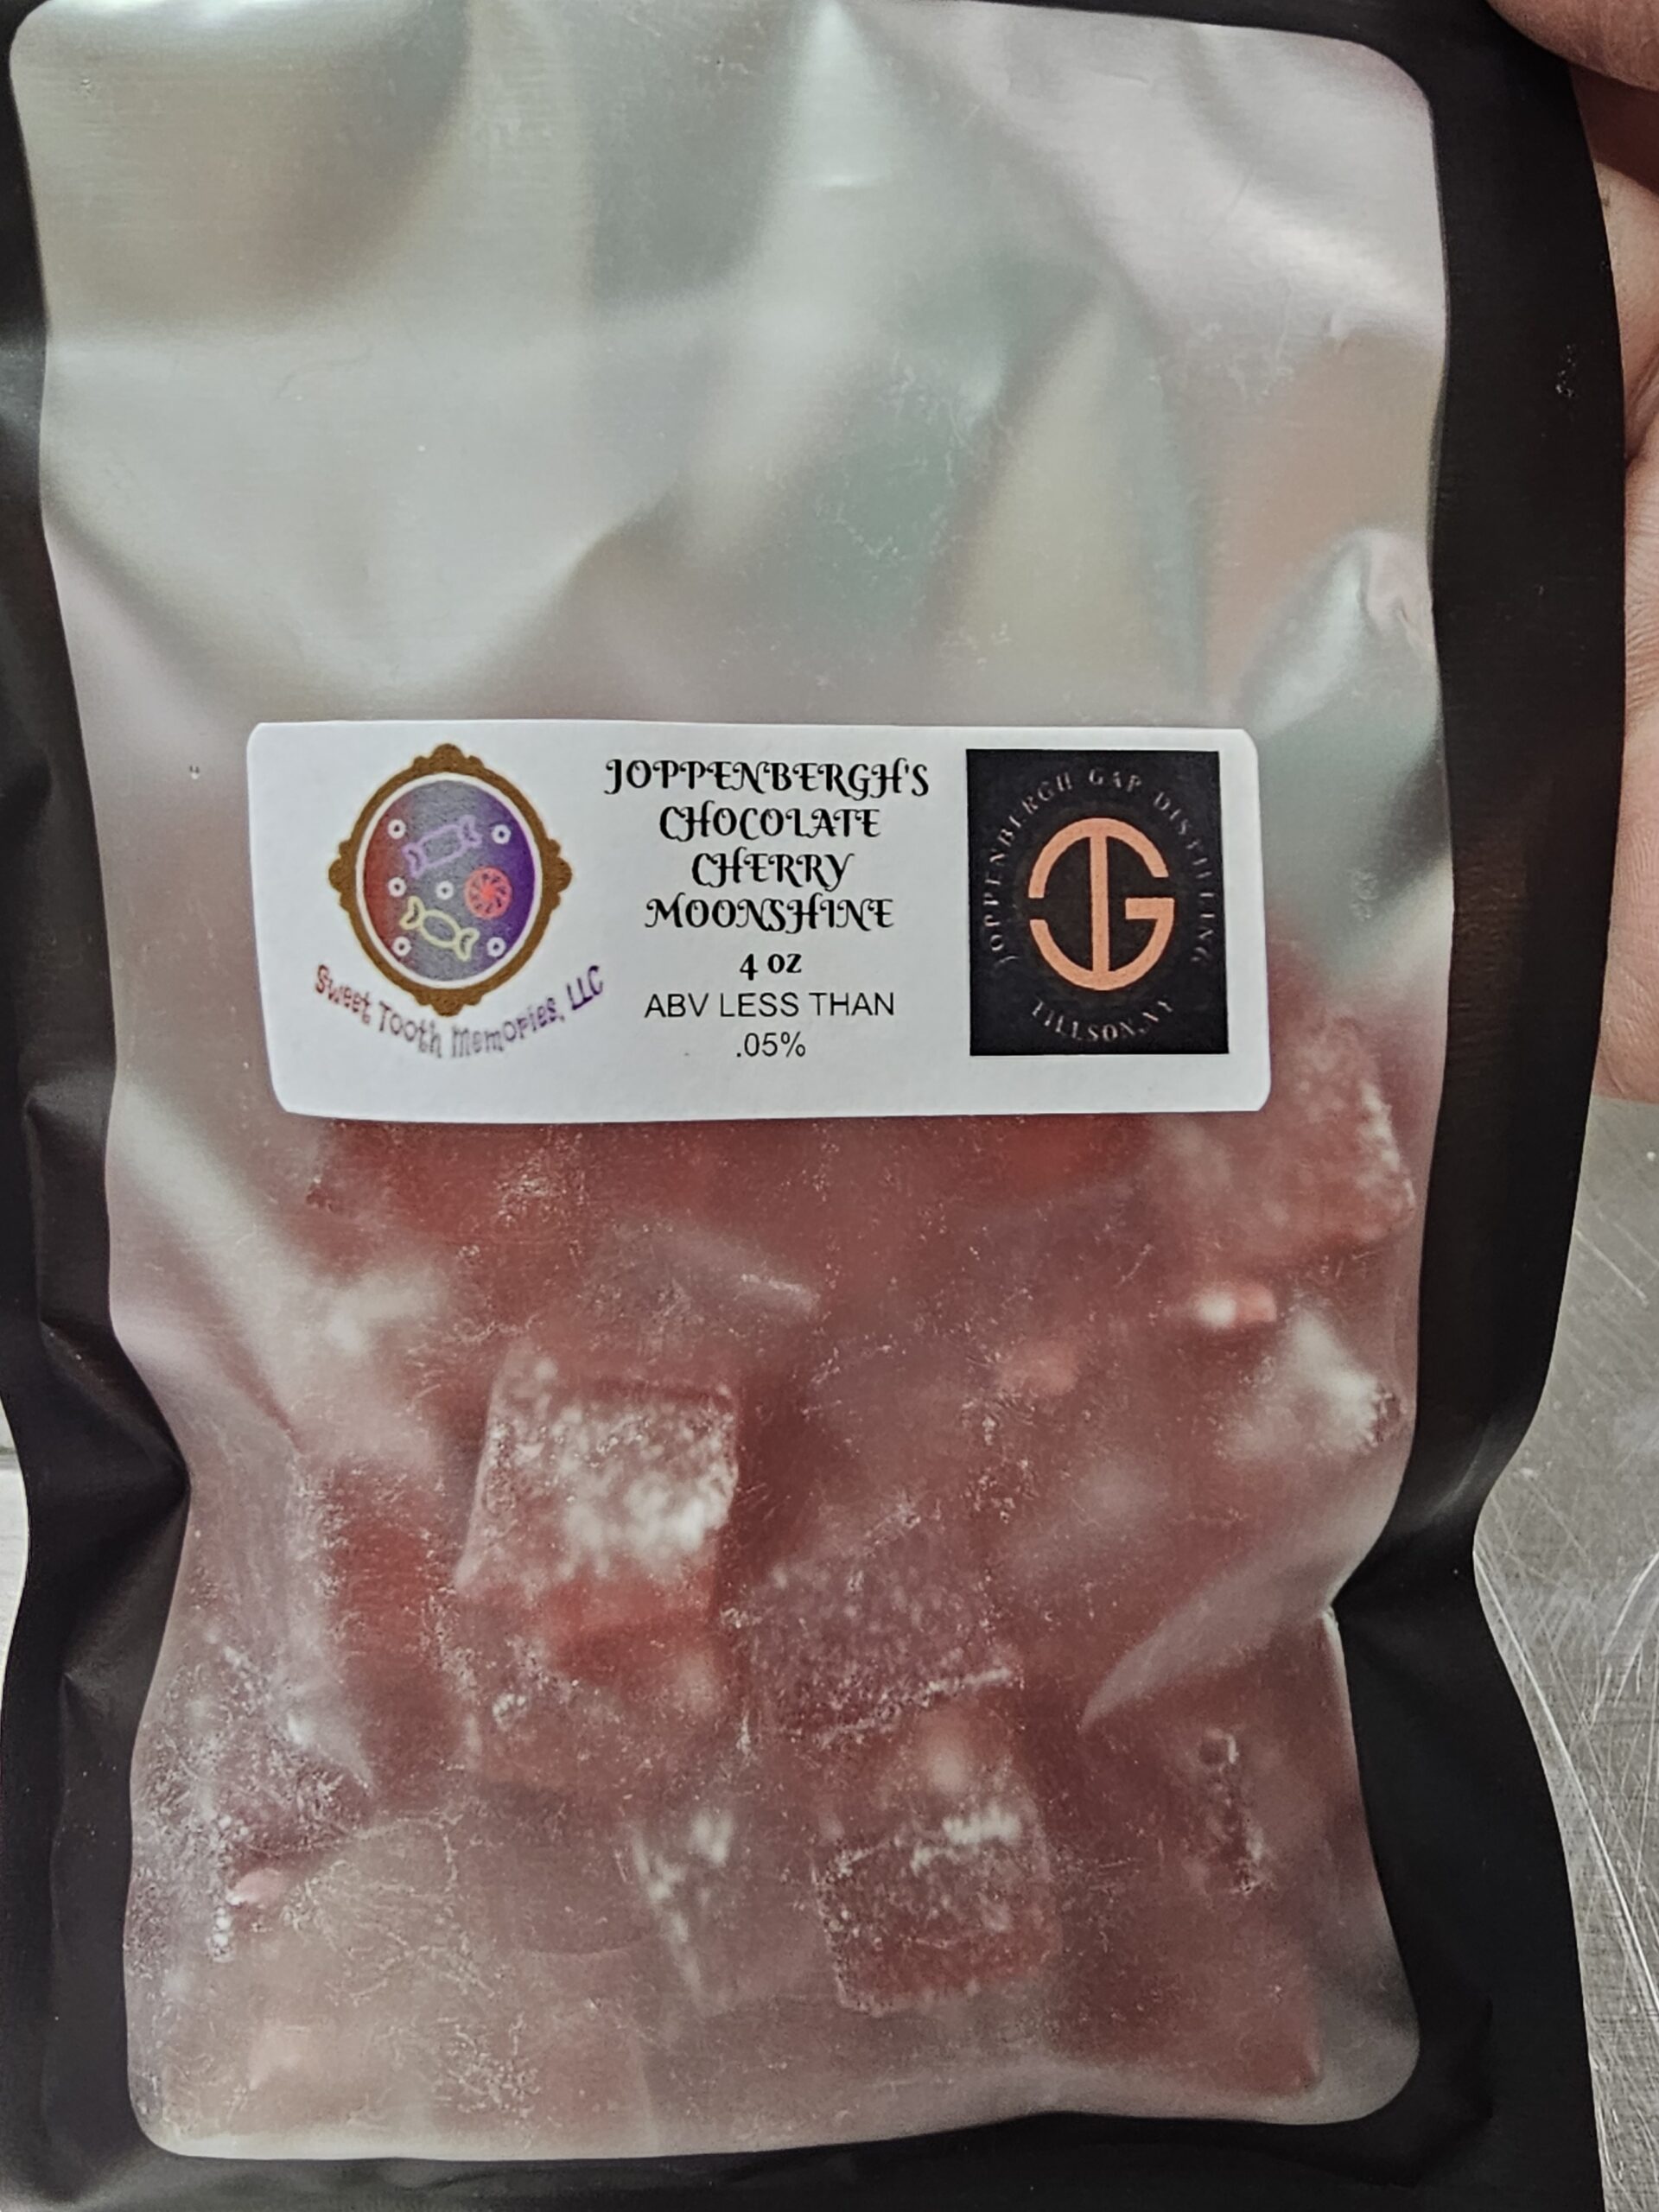 JOPPENBERGH'S
CHOCOLATE
CHERRY
MOONSHINE
4 OZ
ABV LESS THAN
.05%
Sweet Tooth Memories, LLC
JOPPENBERGH GAP DISTILLING
JG
TILLSON, NY